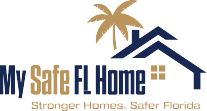 My Safe FL Home
Stronger Homes. Safer Florida